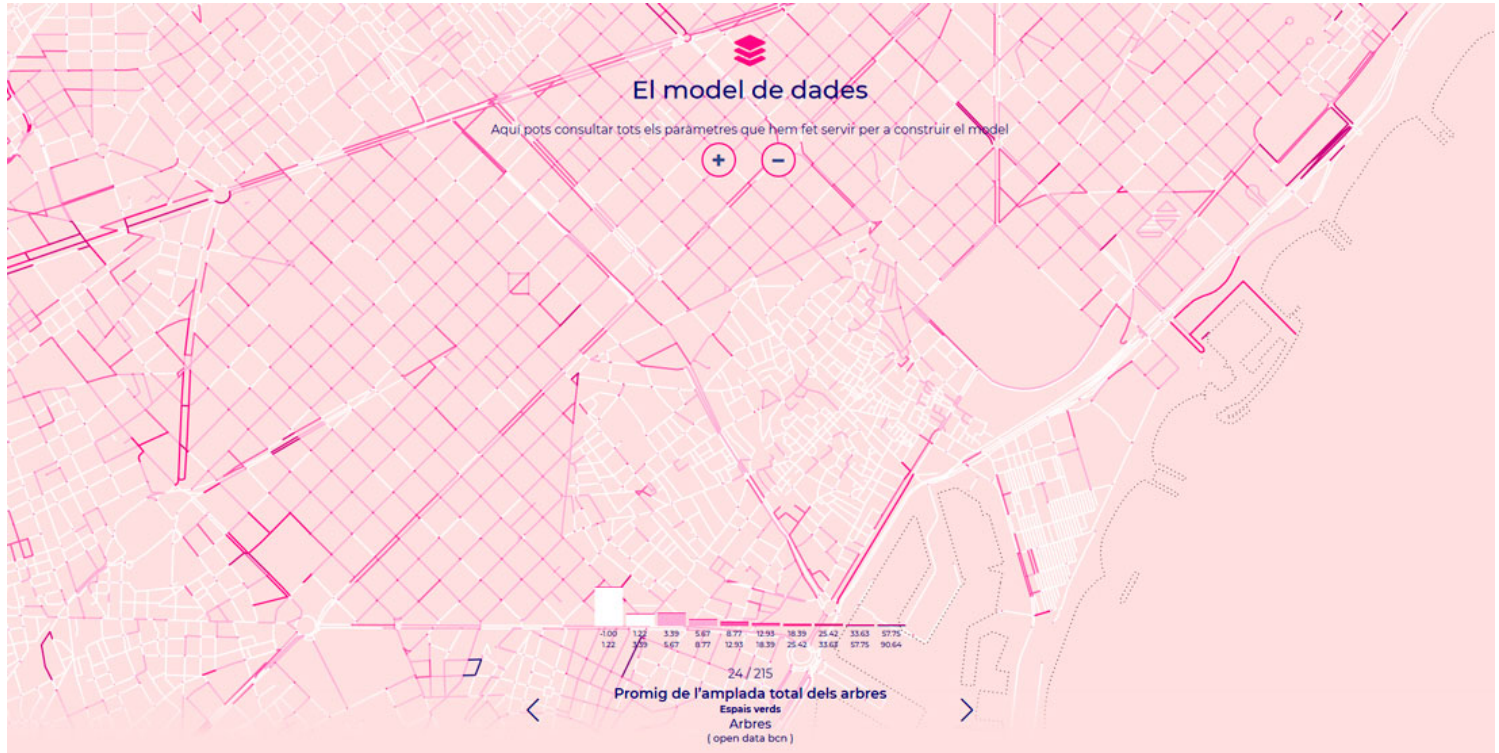 El model de dades
Aquí pots consultar tots els paràmetres que hem fet servir per a construir el model
+ −
-1.00 1.22 3.39 5.67 8.77 12.93 18.39 25.42 33.63 57.75
1.22 3.39 5.67 8.77 12.93 18.39 25.42 33.63 57.75 90.64
24 / 215
Promig de l'amplada total dels arbres
Espais verds
Arbres
( open data bcn )